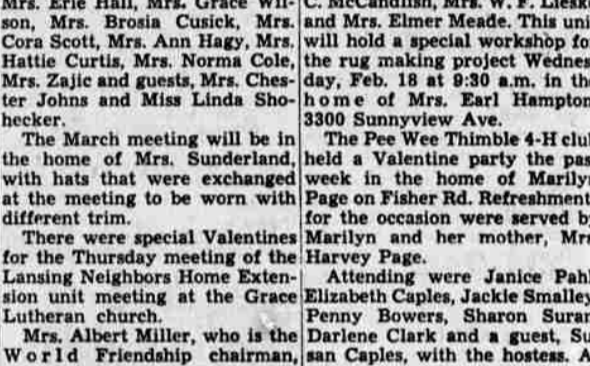 Mrs. Erie Hall, Mrs. Grace Wil-
son, Mrs. Brosia Cusick, Mrs.
Cora Scott, Mrs. Ann Hagy, Mrs.
Hattie Curtis, Mrs. Norma Cole,
Mrs. Zajic and guests, Mrs. Ches-
ter Johns and Miss Linda Sho-
hecker.
The March meeting will be in
the home of Mrs. Sunderland,
with hats that were exchanged
at the meeting to be worn with
different trim.
There were special Valentines
for the Thursday meeting of the
Lansing Neighbors Home Exten-
sion unit meeting at the Grace
Lutheran church.
Mrs. Albert Miller, who is the
World Friendship chairman,
C. McCandlish, Mrs. W. F. Lieske
and Mrs. Elmer Meade. This uni
will hold a special workshop fo
the rug making project Wednes
day, Feb. 18 at 9:30 a.m. in the
home of Mrs. Earl Hampton
3300 Sunnyview Ave.
The Pee Wee Thimble 4-H club
held a Valentine party the pas
week in the home of Marilyn
Page on Fisher Rd. Refreshment
for the occasion were served by
Marilyn and her mother, Mrs
Harvey Page.
Attending were Janice Pahl
Elizabeth Caples, Jackie Smalley
Penny Bowers, Sharon Suran
Darlene Clark and a guest, Su
san Caples, with the hostess. A